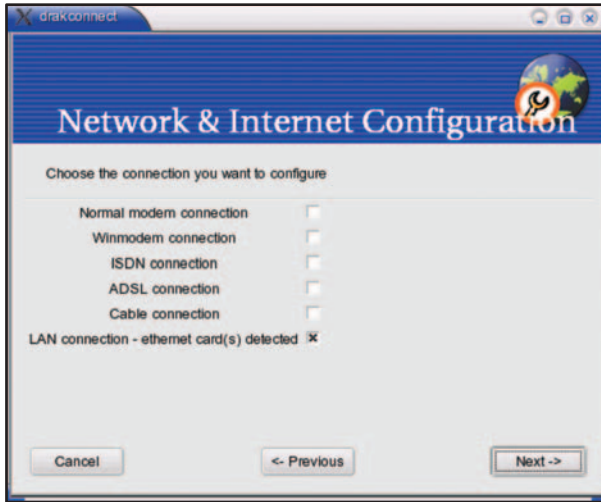 drakconnect
Network & Internet Configuration
Choose the connection you want to configure
Normal modem connection
Winmodem connection
ISDN connection
ADSL connection
Cable connection
LAN connection - ethernet card(s) detected
Cancel
<- Previous
Next ->